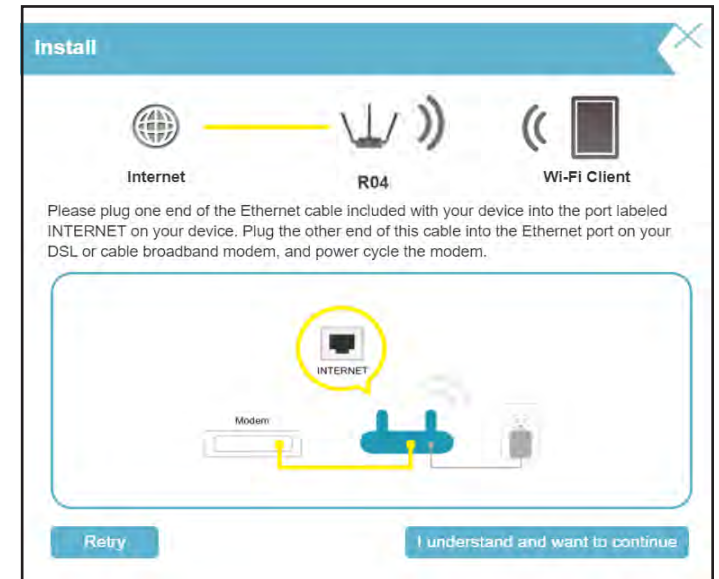 Install
Internet
R04
Wi-Fi Client
Please plug one end of the Ethernet cable included with your device into the port labeled
INTERNET on your device. Plug the other end of this cable into the Ethernet port on your
DSL or cable broadband modem, and power cycle the modem.
INTERNET
Modem
Retry
I understand and want to continue